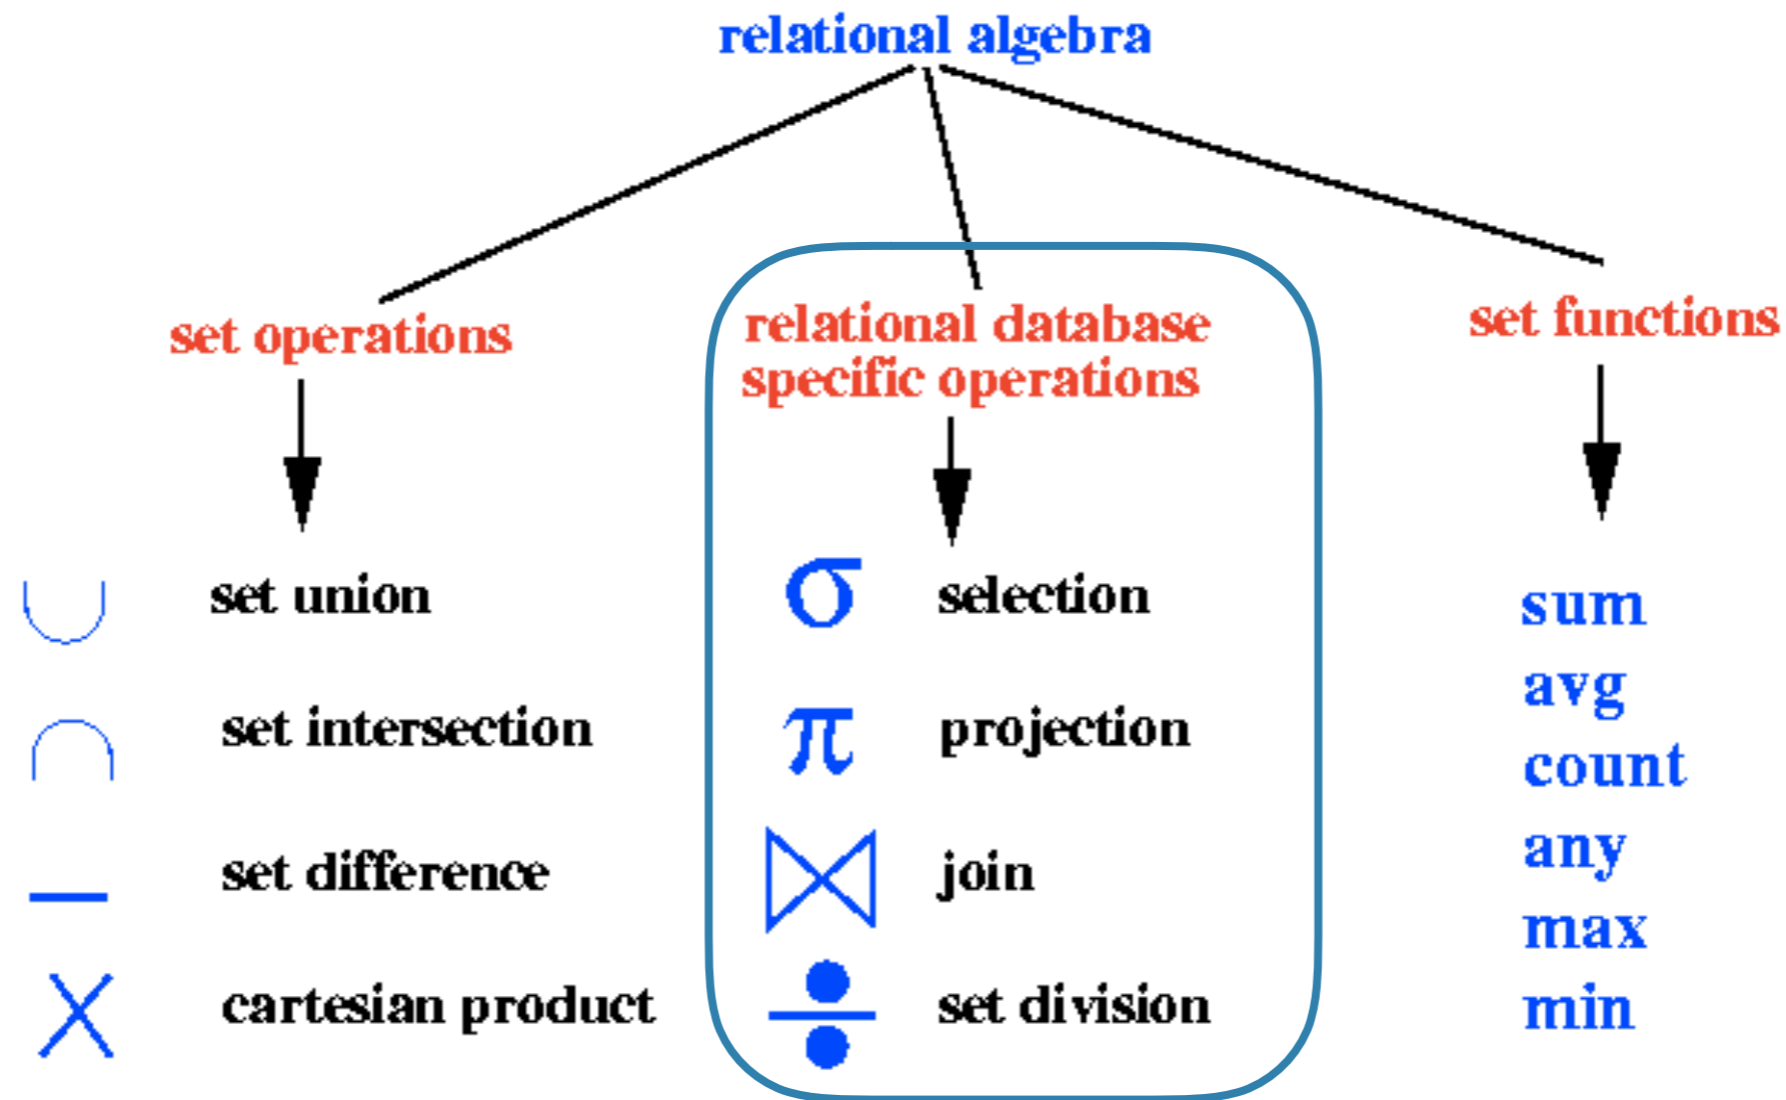 relational algebra
set operations
∪ set union
∩ set intersection
− set difference
× cartesian product
relational database
specific operations
σ selection
π projection
⋈ join
÷ set division
set functions
sum
avg
count
any
max
min